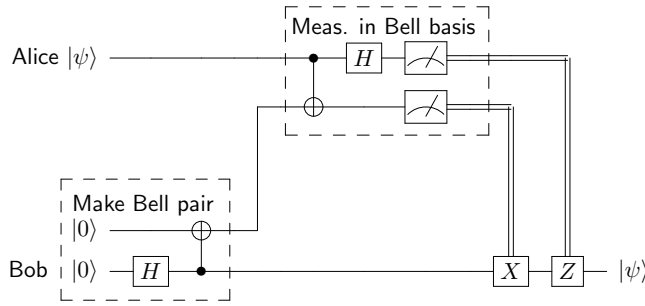 Meas. in Bell basis
Alice |ψ⟩ H
Make Bell pair
|0⟩
Bob |0⟩ H X Z |ψ⟩